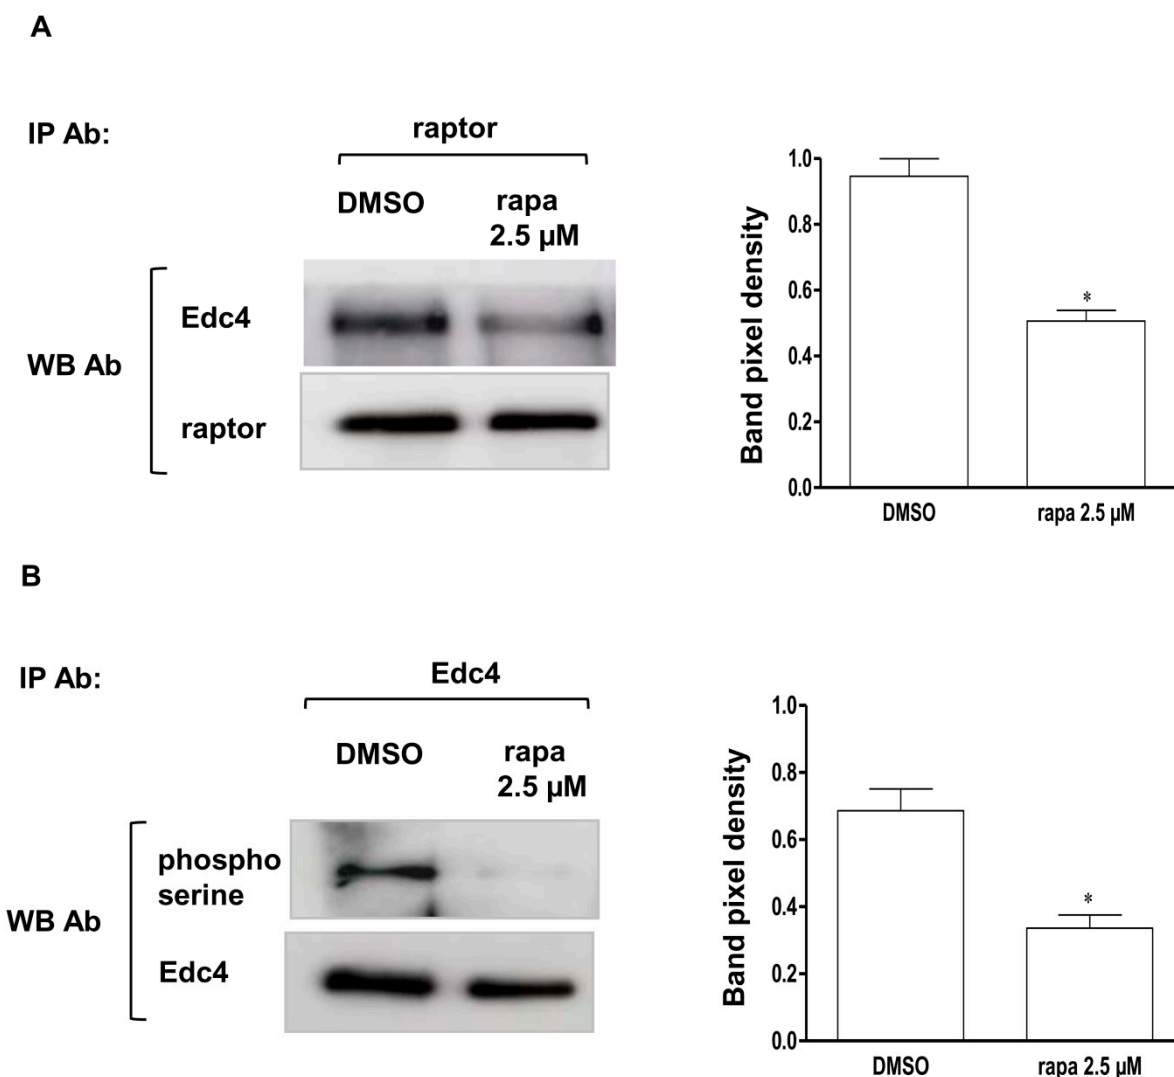 A
IP Ab:
raptor
DMSO
rapa
2.5 µM
WB Ab
Edc4
raptor
Band pixel density
1.0
0.8
0.6
0.4
0.2
0.0
*
DMSO
rapa 2.5 µM
B
IP Ab:
Edc4
DMSO
rapa
2.5 µM
WB Ab
phospho
serine
Edc4
Band pixel density
1.0
0.8
0.6
0.4
0.2
0.0
*
DMSO
rapa 2.5 µM